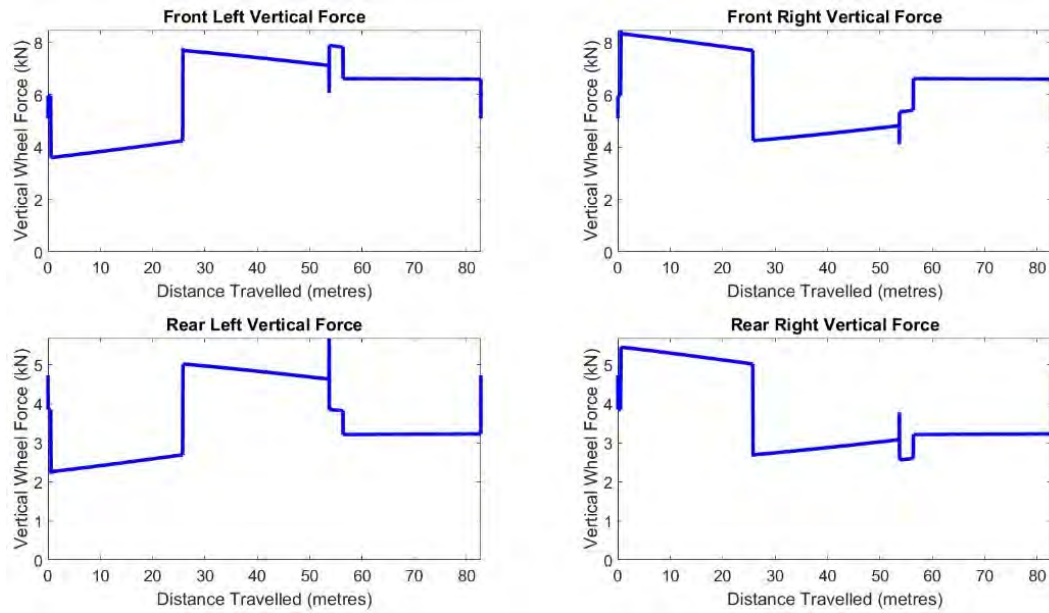 Front Left Vertical Force
Vertical Wheel Force (kN)
8
6
4
2
0
0 10 20 30 40 50 60 70 80
Distance Travelled (metres)
Front Right Vertical Force
Vertical Wheel Force (kN)
8
6
4
2
0
0 10 20 30 40 50 60 70 80
Distance Travelled (metres)
Rear Left Vertical Force
Vertical Wheel Force (kN)
5
4
3
2
1
0
0 10 20 30 40 50 60 70 80
Distance Travelled (metres)
Rear Right Vertical Force
Vertical Wheel Force (kN)
5
4
3
2
1
0
0 10 20 30 40 50 60 70 80
Distance Travelled (metres)